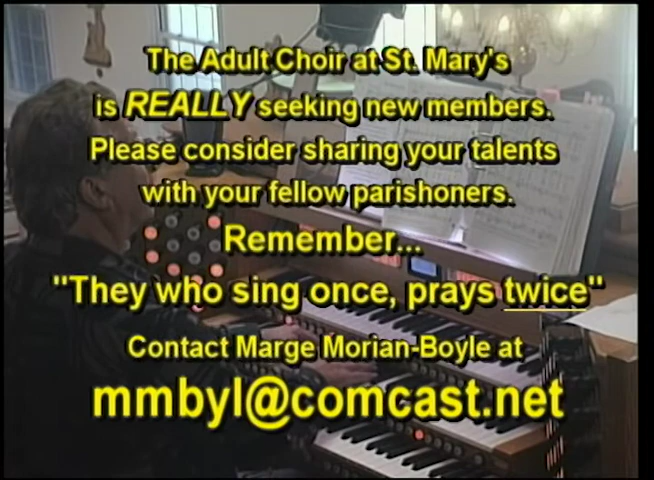 The Adult Choir at St. Mary's
is REALLY seeking new members.
Please consider sharing your talents
with your fellow parishoners.
Remember...
"They who sing once, prays twice"
Contact Marge Morian-Boyle at
mmbyl@comcast.net